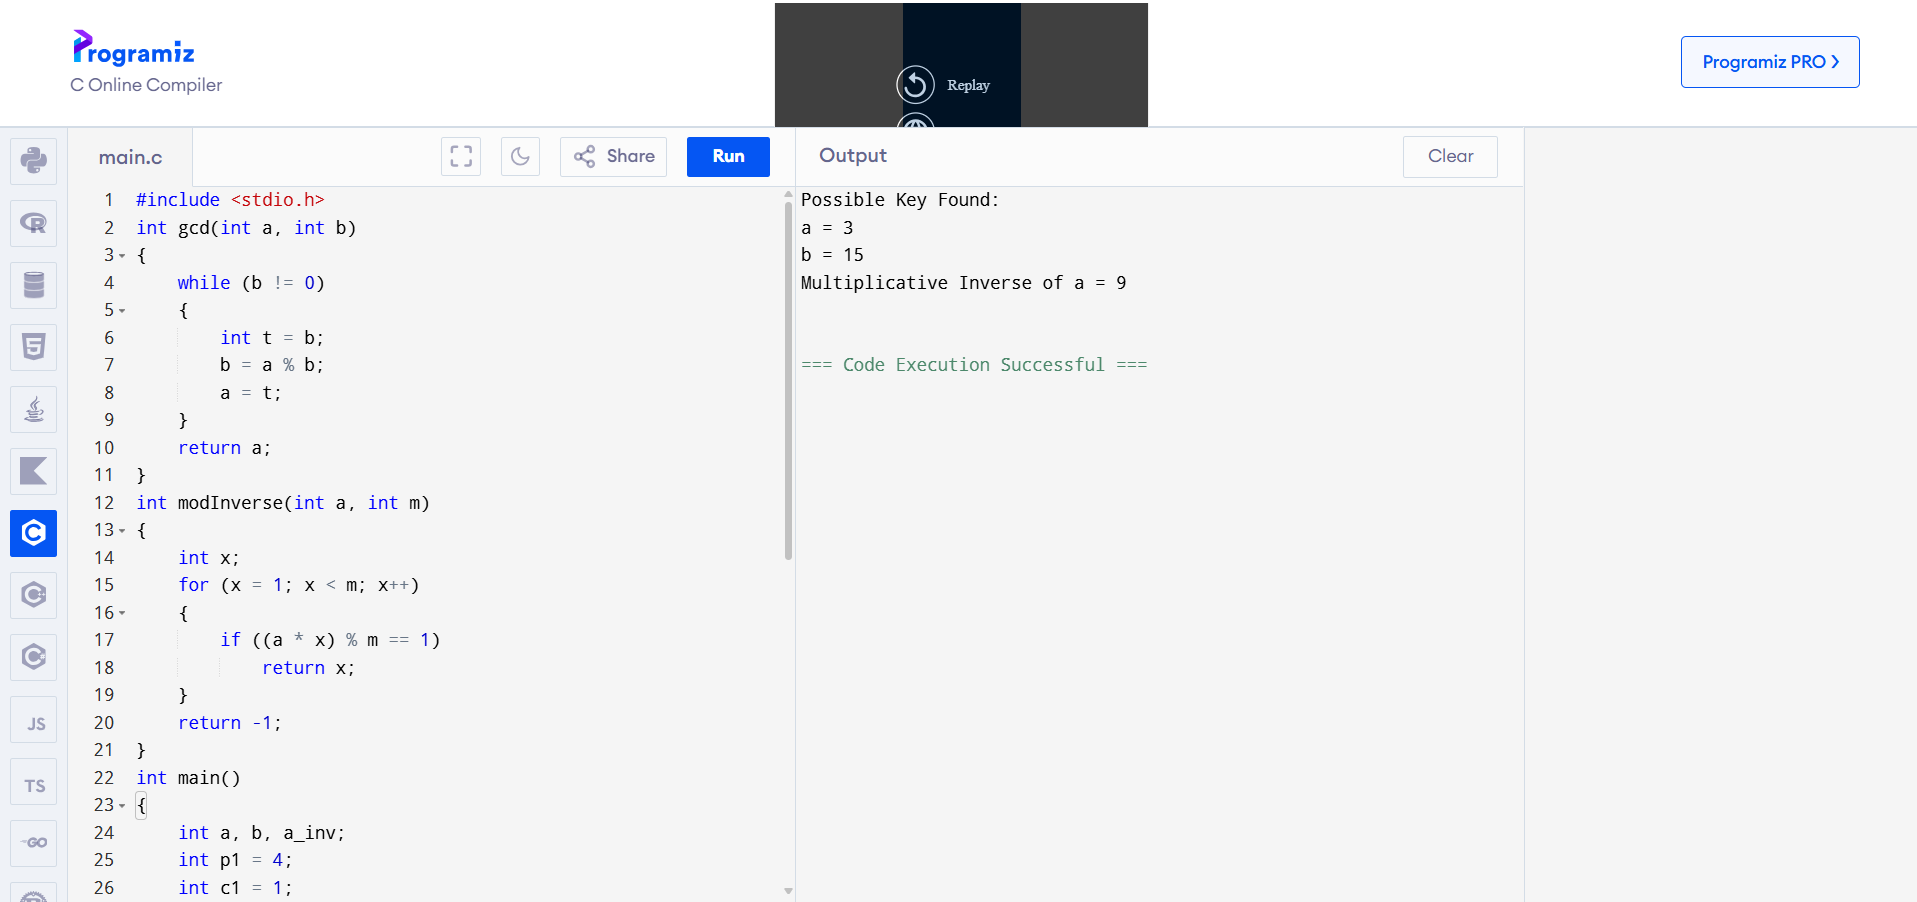 Programiz
C Online Compiler
Replay
Programiz PRO ❯
main.c
Share
Run
Output
Clear
1 #include <stdio.h>
2 int gcd(int a, int b)
3 {
4     while (b != 0)
5     {
6         int t = b;
7         b = a % b;
8         a = t;
9     }
10     return a;
11 }
12 int modInverse(int a, int m)
13 {
14     int x;
15     for (x = 1; x < m; x++)
16     {
17         if ((a * x) % m == 1)
18             return x;
19     }
20     return -1;
21 }
22 int main()
23 {
24     int a, b, a_inv;
25     int p1 = 4;
26     int c1 = 1;
Possible Key Found:
a = 3
b = 15
Multiplicative Inverse of a = 9
=== Code Execution Successful ===
R
5
C
C
C
JS
TS
GO